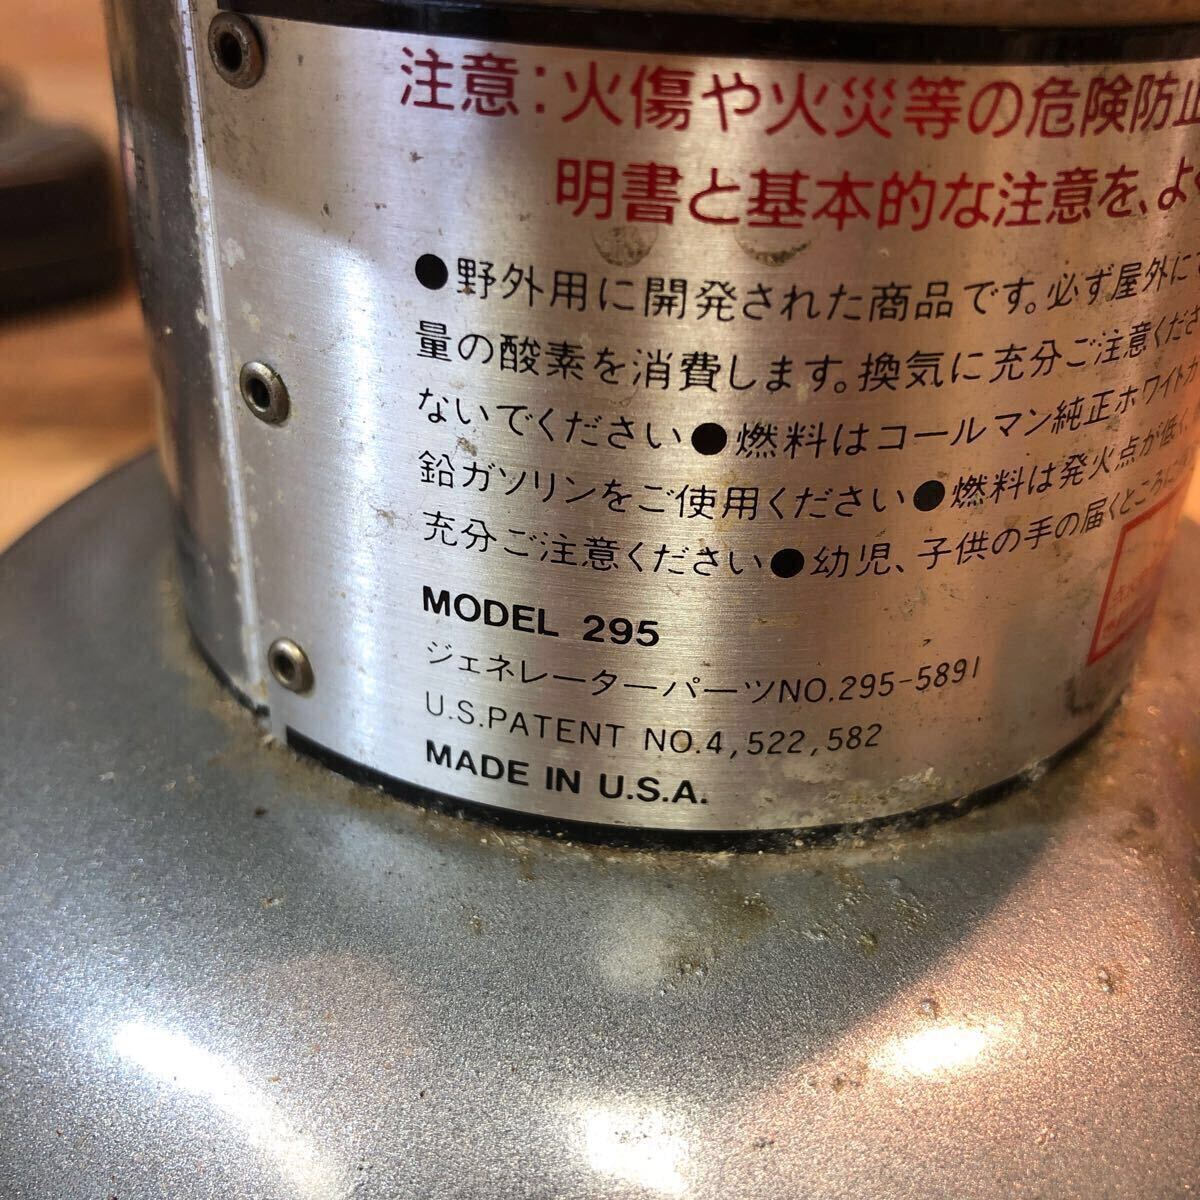 注意：火傷や火災等の危険防止
明書と基本的な注意を、よく
●野外用に開発された商品です。必ず屋外に
量の酸素を消費します。換気に充分ご注意くださ
ないでください●燃料はコールマン純正ホワイトガ
鉛ガソリンをご使用ください●燃料は発火点が低く、
充分ご注意ください●幼児、子供の手の届くところに
MODEL 295
ジェネレーターパーツNO.295-5891
U.S.PATENT NO.4,522,582
MADE IN U.S.A.